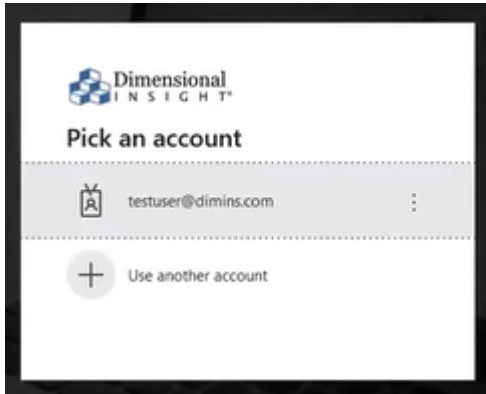 Dimensional
INSIGHT®
Pick an account
testuser@dimins.com
Use another account